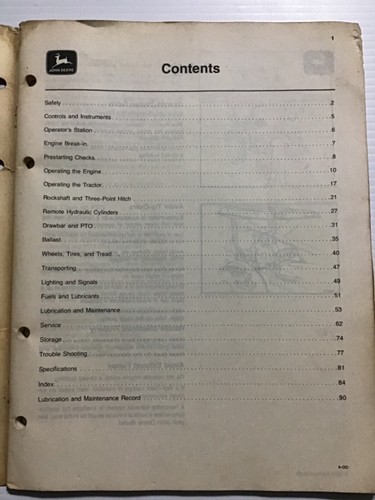 1
JOHN DEERE
Contents
Safety 2
Controls and Instruments 5
Operator's Station 6
Engine Break-in 7
Prestarting Checks 8
Operating the Engine 10
Operating the Tractor 17
Rockshaft and Three-Point Hitch 21
Remote Hydraulic Cylinders 27
Drawbar and PTO 31
Ballast 35
Wheels, Tires, and Tread 40
Transporting 47
Lighting and Signals 49
Fuels and Lubricants 51
Lubrication and Maintenance 53
Service 62
Storage 74
Trouble Shooting 77
Specifications 81
Index 84
Lubrication and Maintenance Record 90